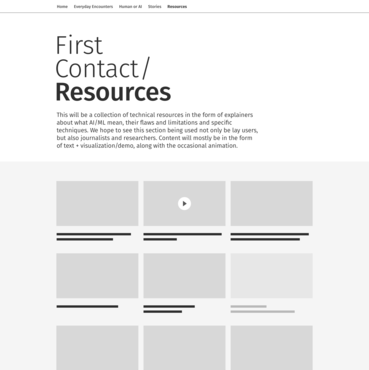 Home Everyday Encounters Human or AI Stories Resources
First
Contact/
Resources
This will be a collection of technical resources in the form of explainers
about what AI/ML mean, their flaws and limitations and specific
techniques. We hope to see this section being used not only be lay users,
but also journalists and researchers. Content will mostly be in the form
of text + visualization/demo, along with the occasional animation.